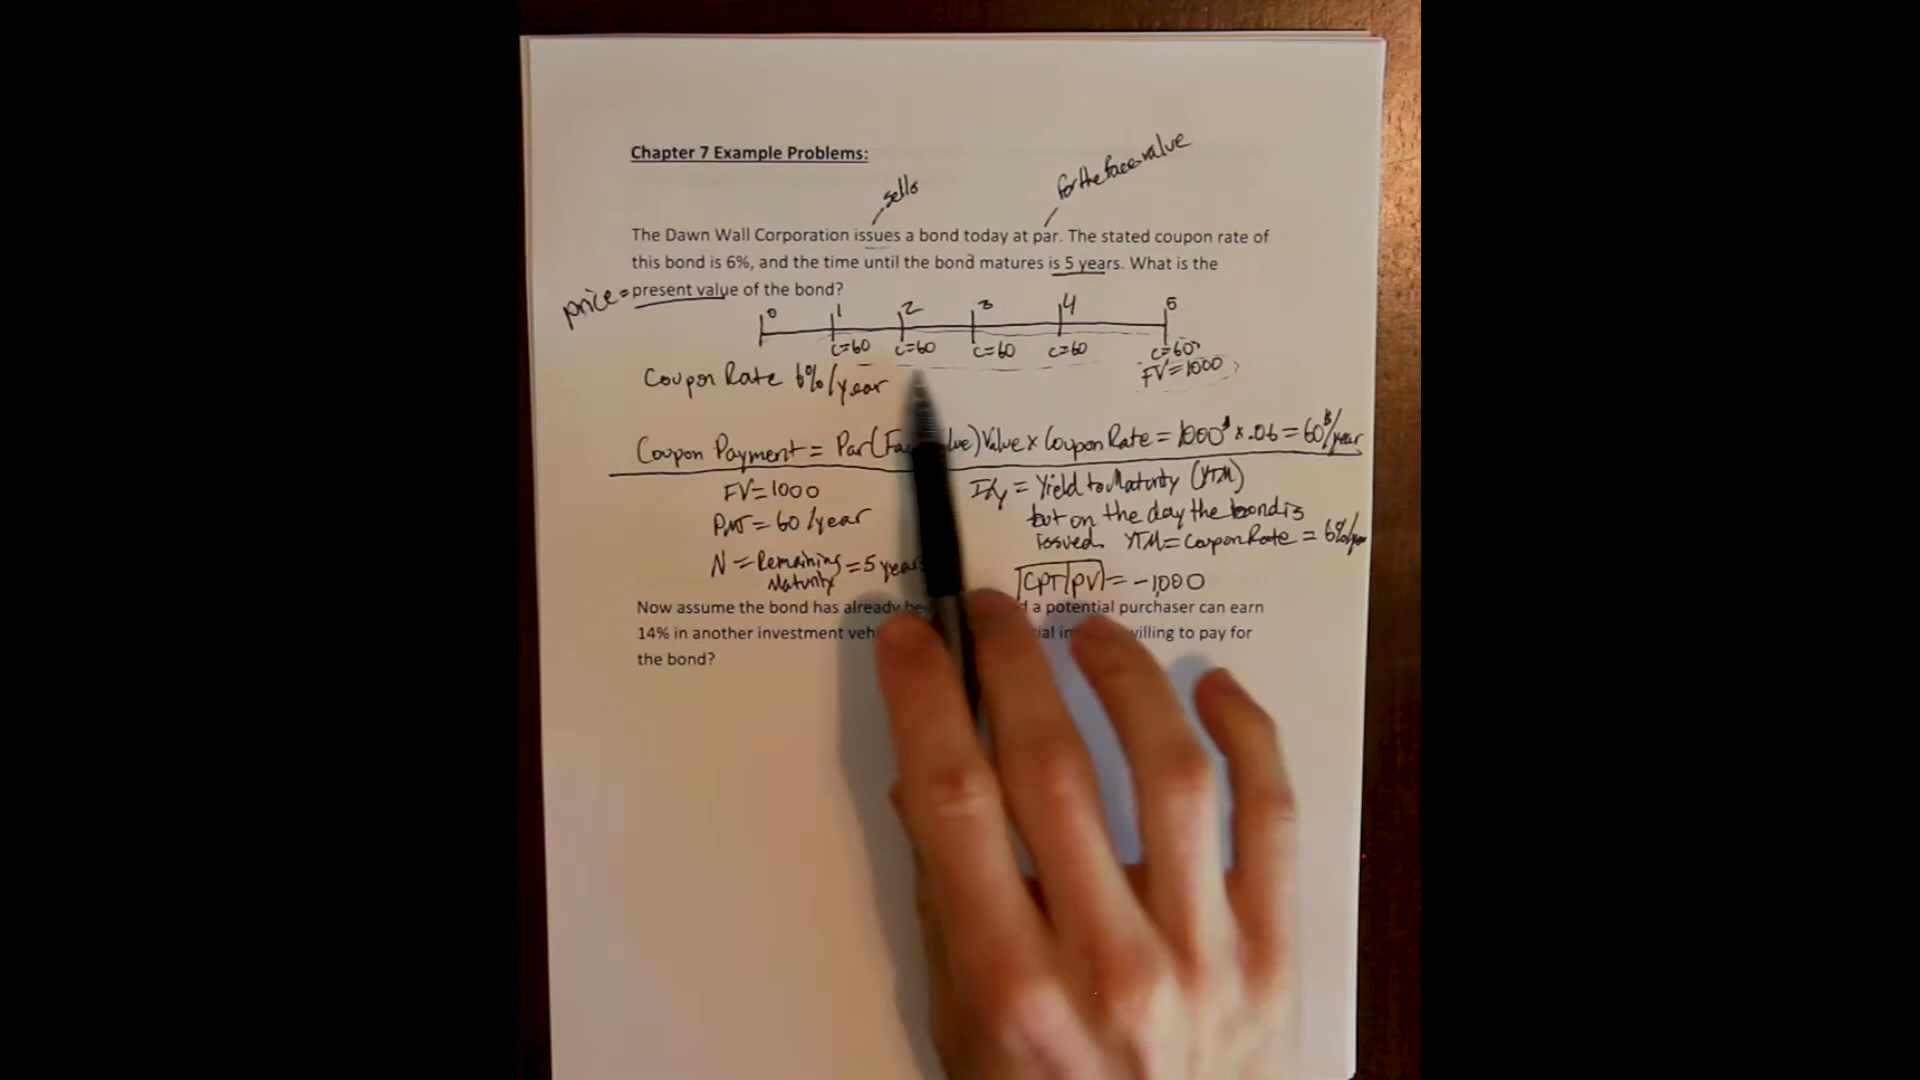 Chapter 7 Example Problems:
sells
for the face value
The Dawn Wall Corporation issues a bond today at par. The stated coupon rate of
this bond is 6%, and the time until the bond matures is 5 years. What is the
price = present value of the bond?
0 1 2 3 4 5
c=60 c=60 c=60 c=60 c=60
FV=1000
Coupon Rate 6%/year
Coupon Payment = Par (Fa lue) Value x Coupon Rate = 1000$ x .06 = 60$/year
FV=1000
PMT = 60/year
N = Remaining Maturity = 5 years
I/y = Yield to Maturity (YTM)
but on the day the bond is
issued YTM = Coupon Rate = 6%/year
CPT PV = -1,000
Now assume the bond has already be d a potential purchaser can earn
14% in another investment veh willing to pay for
the bond?